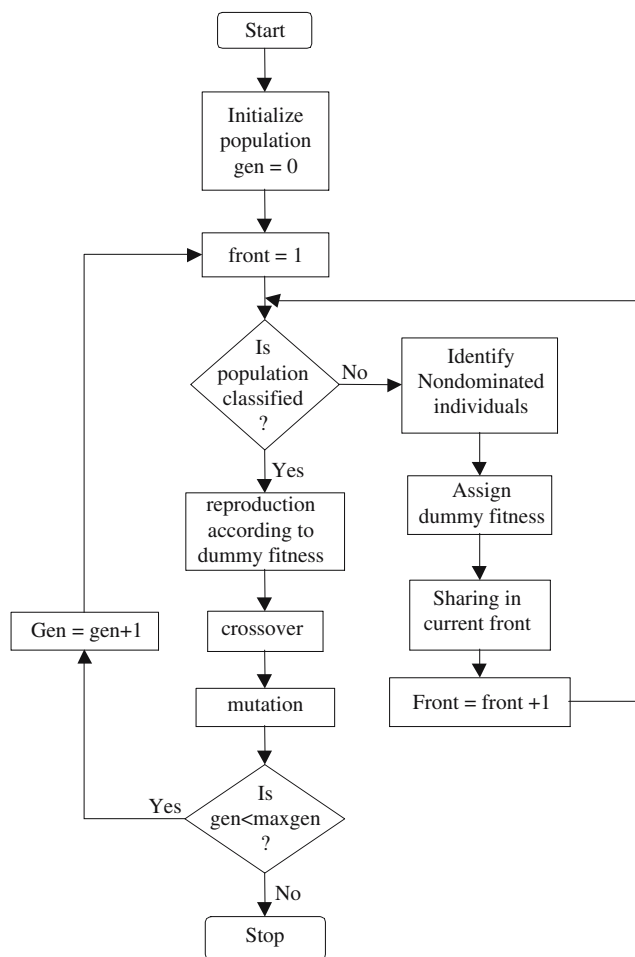 Start
Initialize
population
gen = 0
front = 1
Is
population
classified
?
No
Identify
Nondominated
individuals
Yes
reproduction
according to
dummy fitness
Assign
dummy fitness
Sharing in
current front
Gen = gen+1
crossover
Front = front +1
mutation
Is
gen<maxgen
?
Yes
No
Stop